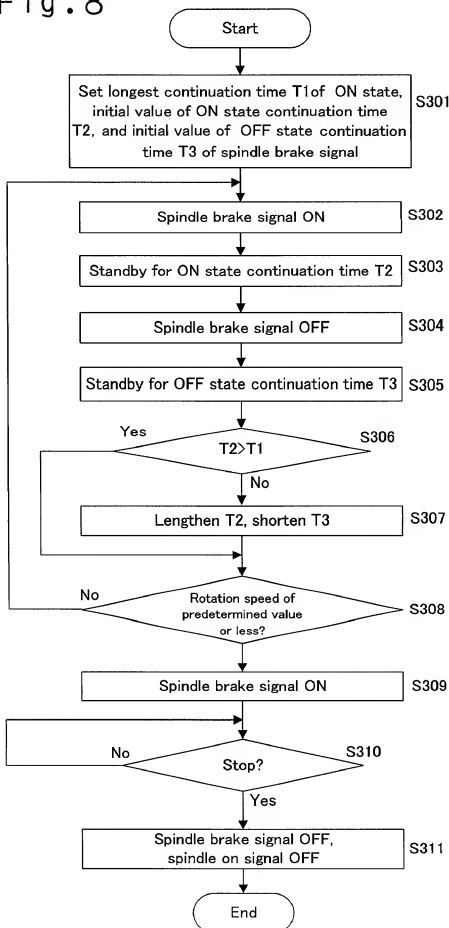 Fig.8
Start
Set longest continuation time T1of ON state,
initial value of ON state continuation time
T2, and initial value of OFF state continuation
time T3 of spindle brake signal
S301
Spindle brake signal ON
S302
Standby for ON state continuation time T2
S303
Spindle brake signal OFF
S304
Standby for OFF state continuation time T3
S305
Yes
T2>T1
S306
No
Lengthen T2, shorten T3
S307
No
Rotation speed of
predetermined value
or less?
S308
Spindle brake signal ON
S309
No
Stop?
S310
Yes
Spindle brake signal OFF,
spindle on signal OFF
S311
End